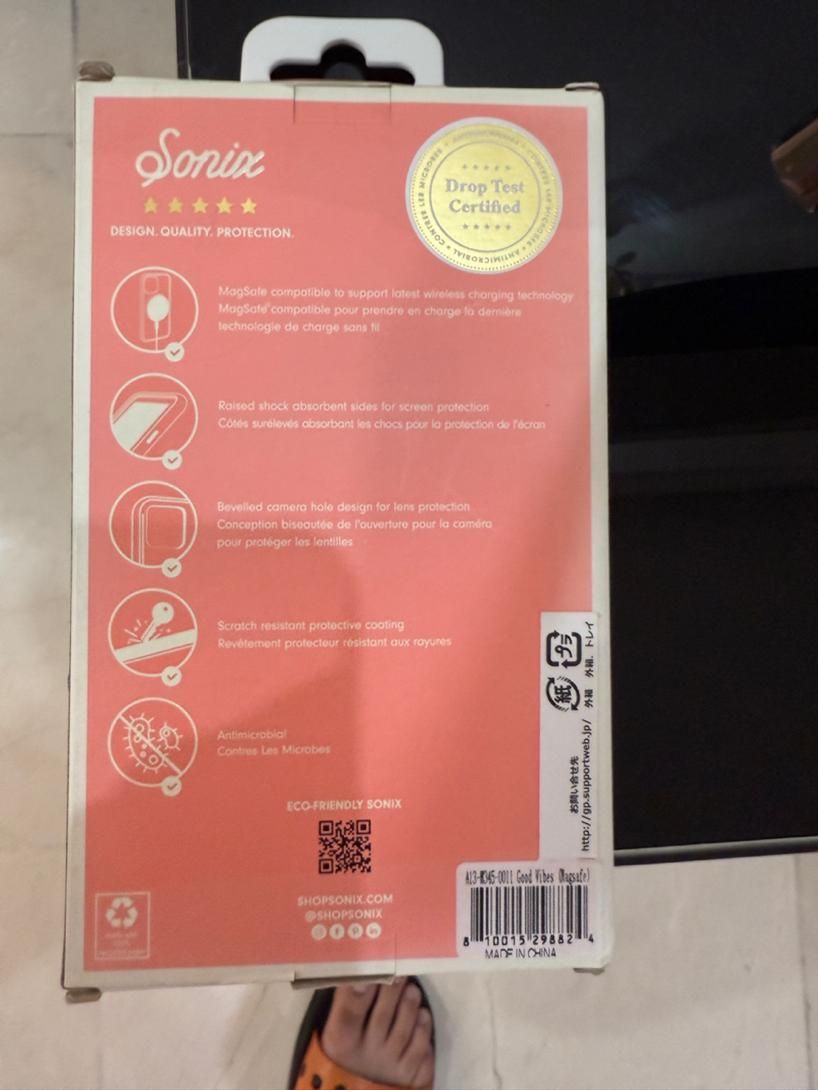 Sonix
DESIGN. QUALITY. PROTECTION.
Drop Test
Certified
ANTIMICROBIAL • CONTRE LES MICROBES •
MagSafe compatible to support latest wireless charging technology
MagSafe® compatible pour prendre en charge la dernière
technologie de charge sans fil
Raised shock absorbent sides for screen protection
Côtés surélevés absorbant les chocs pour la protection de l'écran
Bevelled camera hole design for lens protection
Conception biseautée de l'ouverture pour la caméra
pour protéger les lentilles
Scratch resistant protective coating
Revêtement protecteur résistant aux rayures
Antimicrobial
Contres Les Microbes
ECO-FRIENDLY SONIX
SHOPSONIX.COM
@SHOPSONIX
プラ 外箱、トレイ
紙 外箱
お問い合せ先
http://gp.supportweb.jp/
Good Vibes (Magsafe)
8 10015 29882 4
MADE IN CHINA